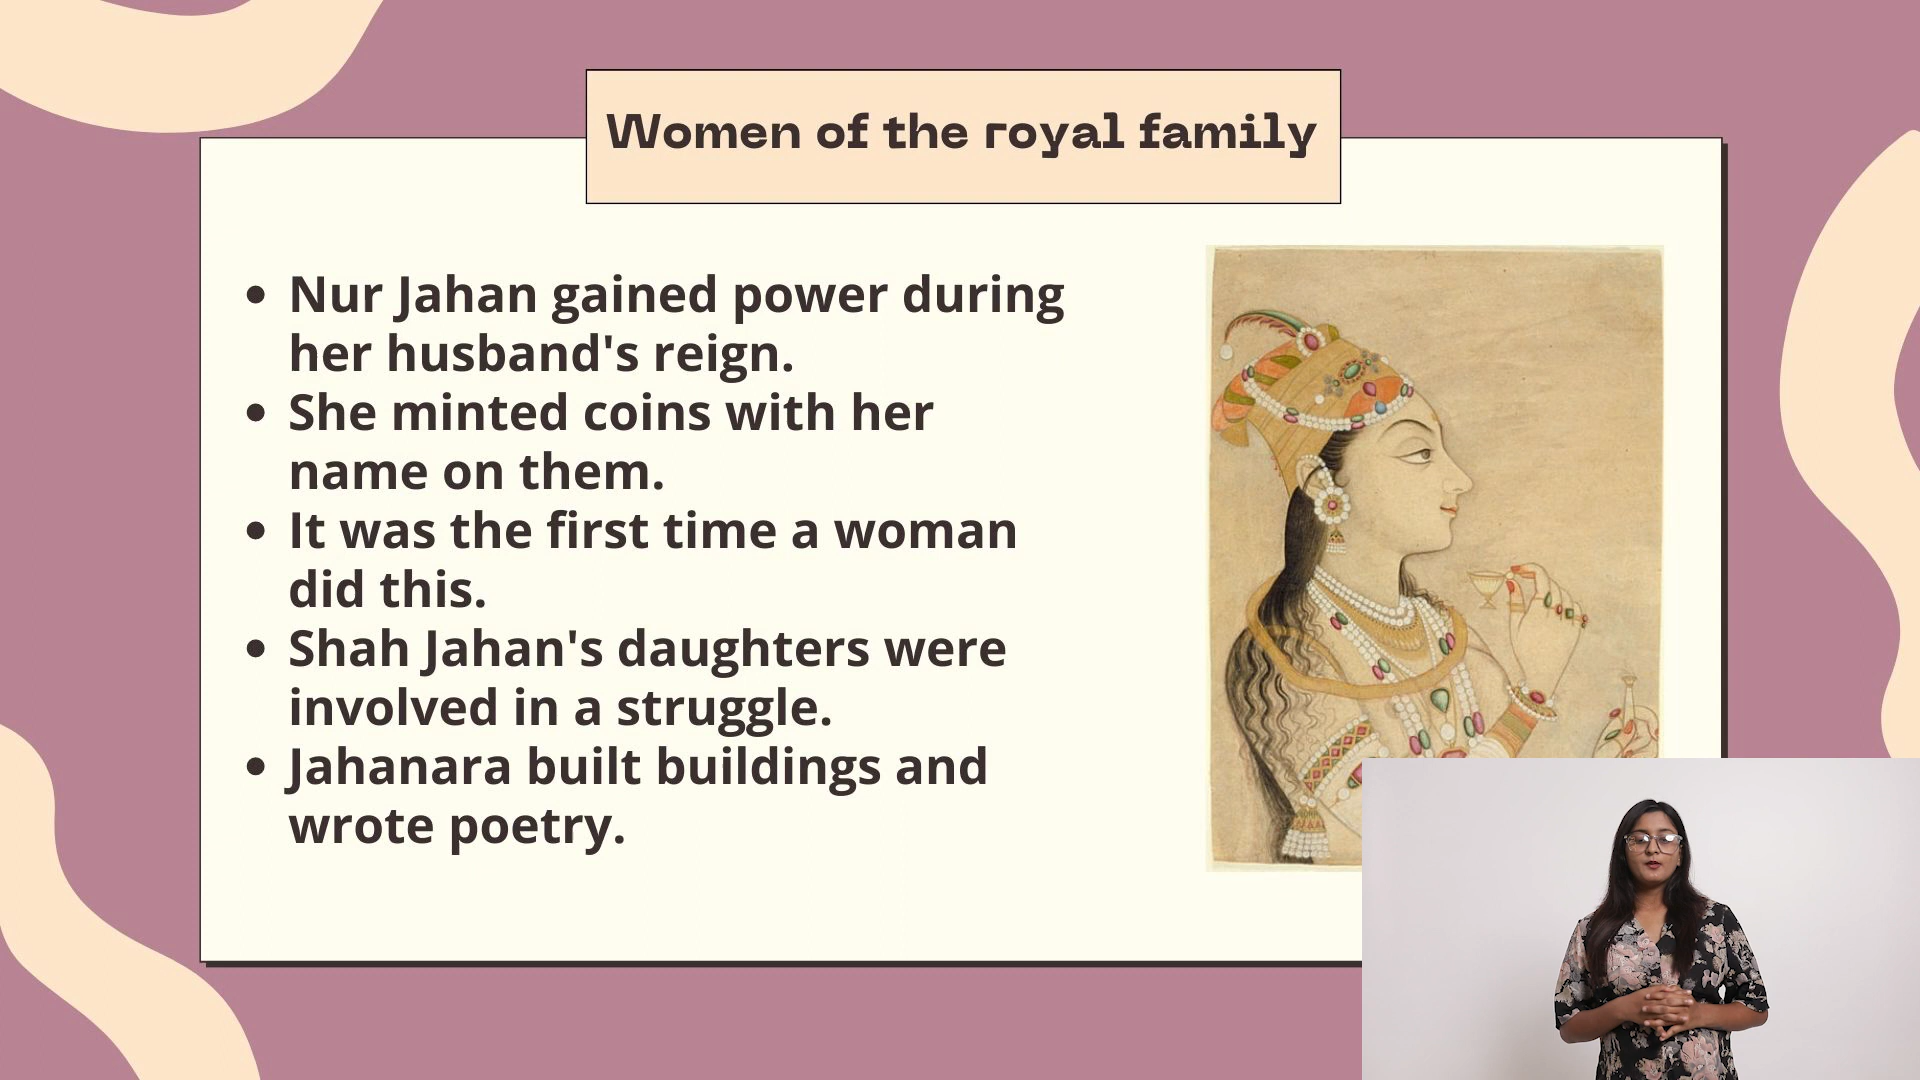 Women of the royal family
• Nur Jahan gained power during
her husband's reign.
• She minted coins with her
name on them.
• It was the first time a woman
did this.
• Shah Jahan's daughters were
involved in a struggle.
• Jahanara built buildings and
wrote poetry.